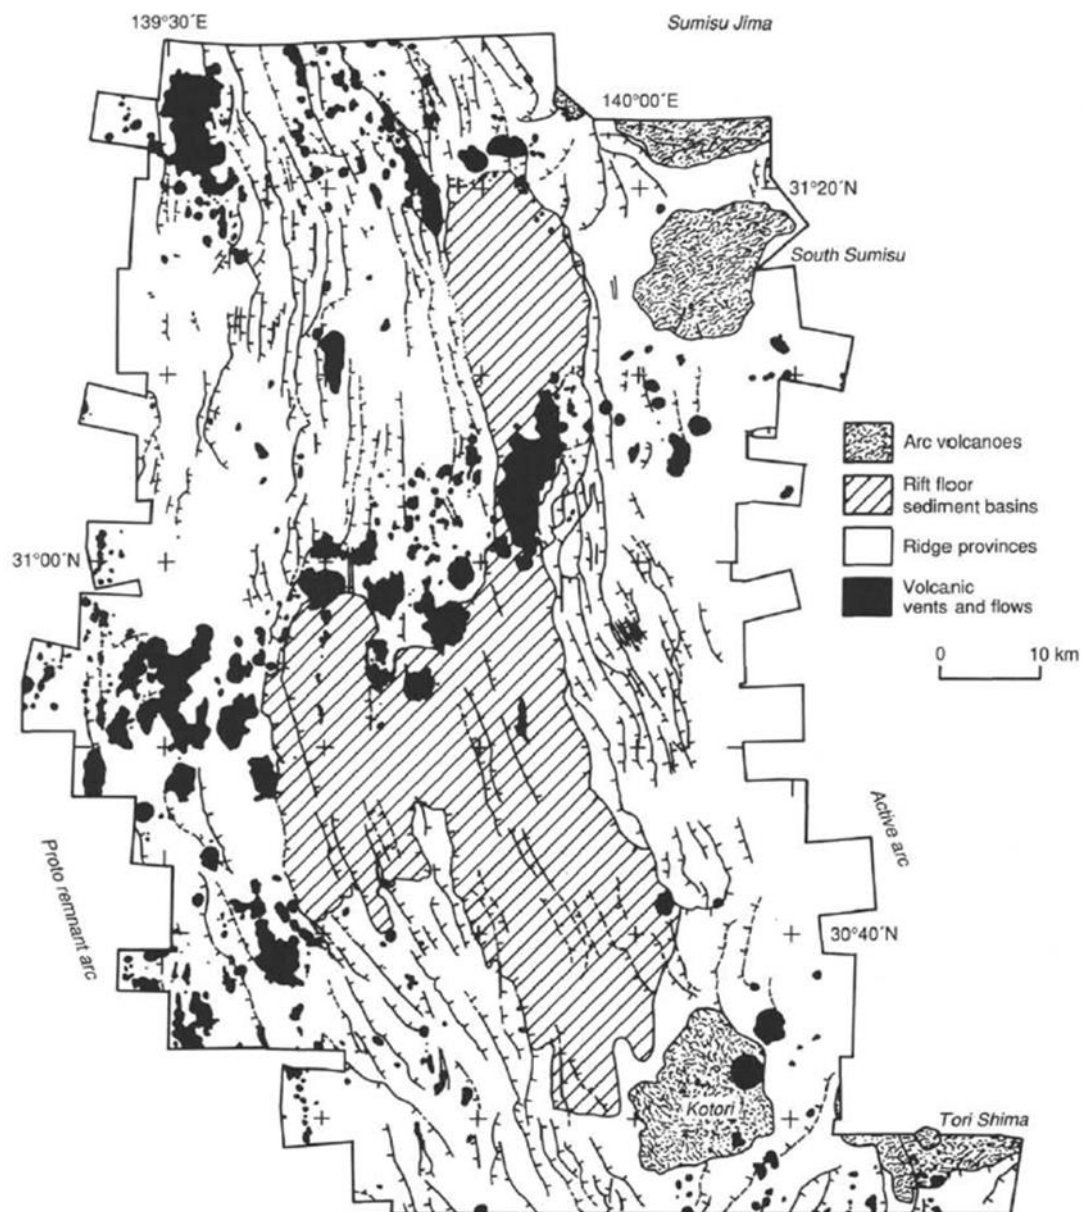 139°30´E
Sumisu Jima
140°00´E
31°20´N
South Sumisu
Arc volcanoes
Rift floor
sediment basins
Ridge provinces
31°00´N
Volcanic
vents and flows
0
10 km
Active arc
Proto remnant arc
30°40´N
Kotori
Tori Shima